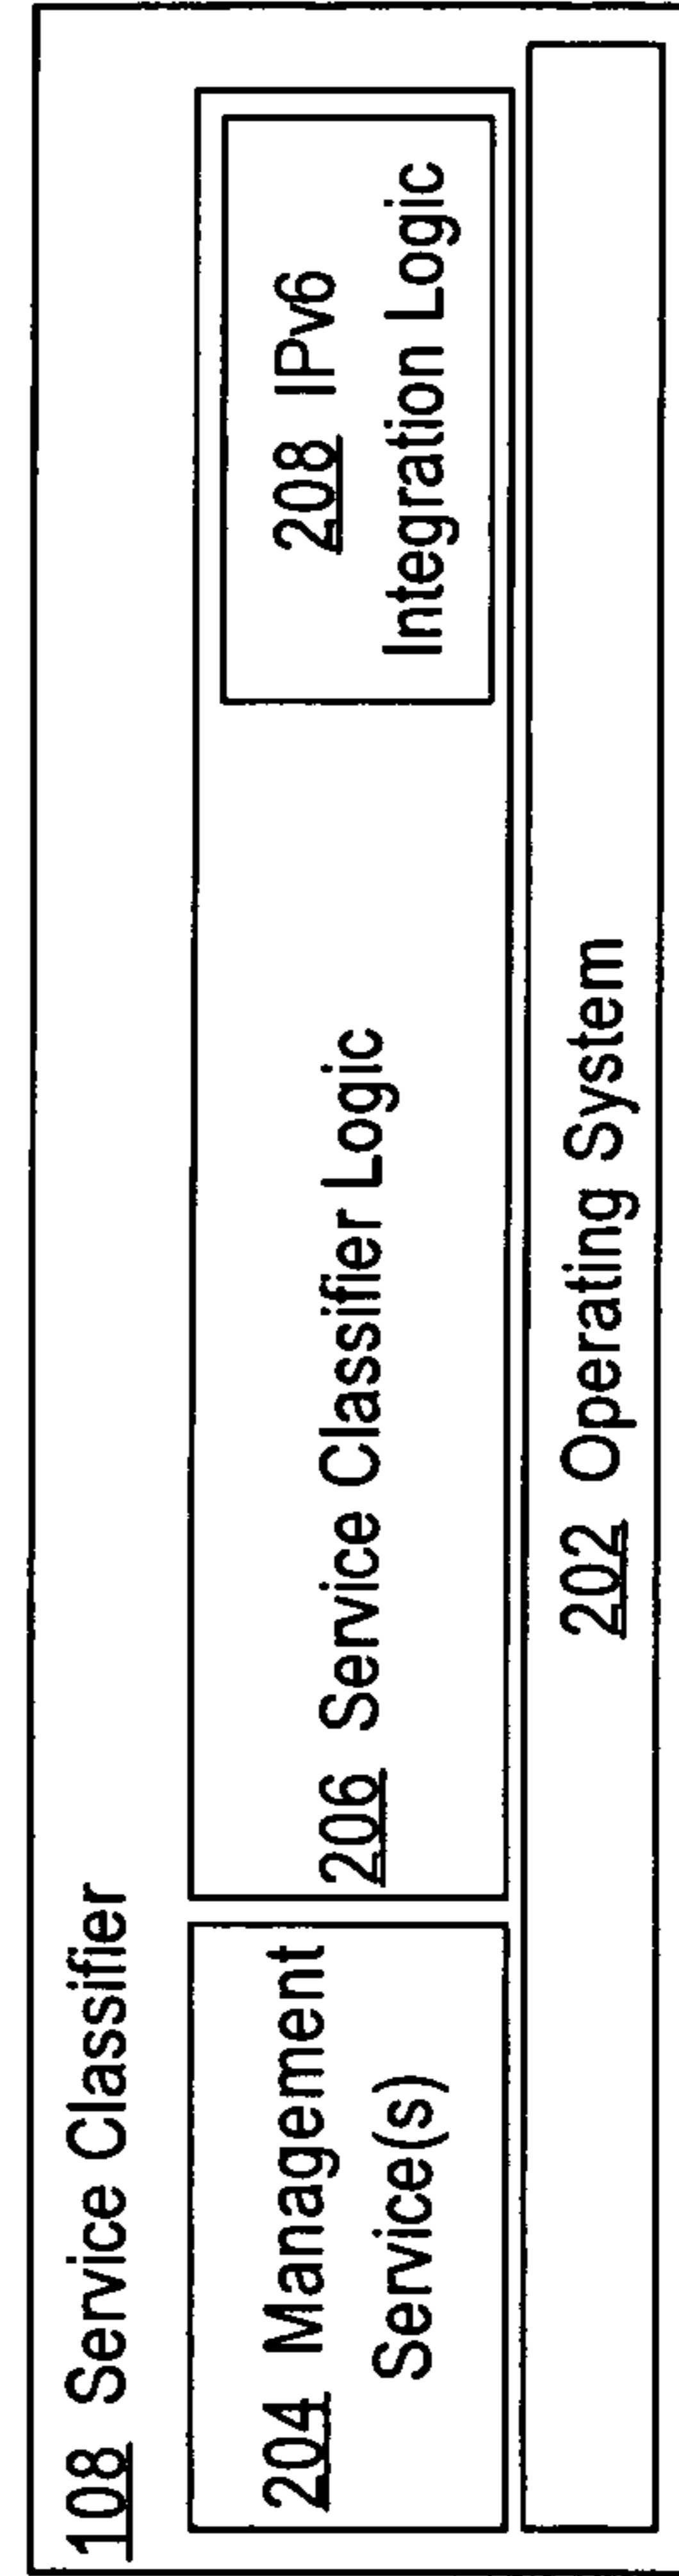 108 Service Classifier
204 Management
Service(s)
206 Service Classifier Logic
208 IPv6
Integration Logic
202 Operating System